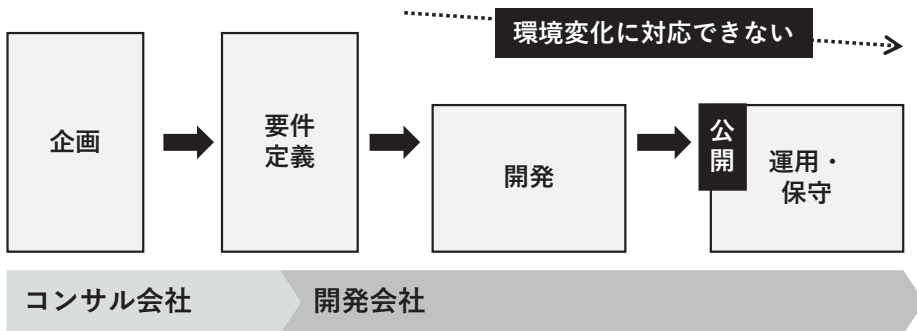 環境変化に対応できない
企画
要件
定義
開発
公
開
運用・
保守
コンサル会社
開発会社